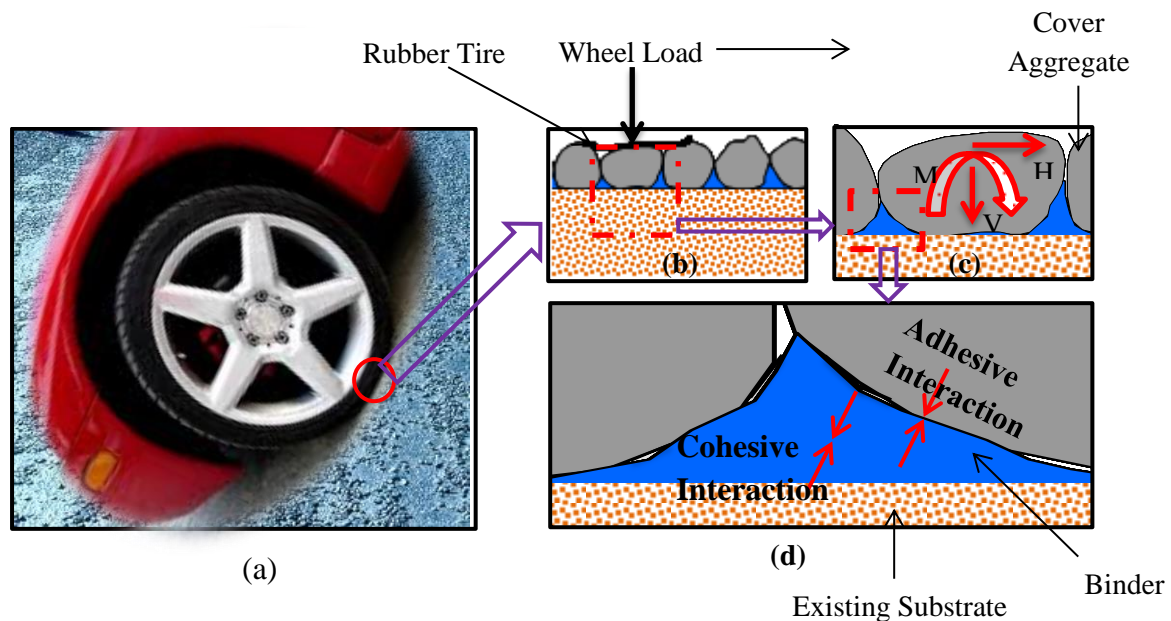 Rubber Tire
Wheel Load
Cover
Aggregate
M
H
V
(b)
(c)
Adhesive
Interaction
Cohesive
Interaction
(a)
(d)
Binder
Existing Substrate